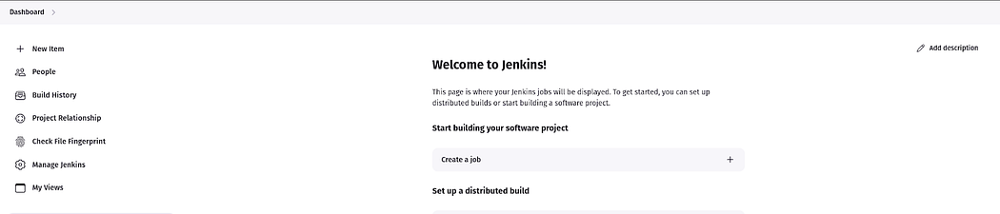 Dashboard
New Item
People
Build History
Project Relationship
Check File Fingerprint
Manage Jenkins
My Views
Add description
Welcome to Jenkins!
This page is where your Jenkins jobs will be displayed. To get started, you can set up
distributed builds or start building a software project.
Start building your software project
Create a job
Set up a distributed build